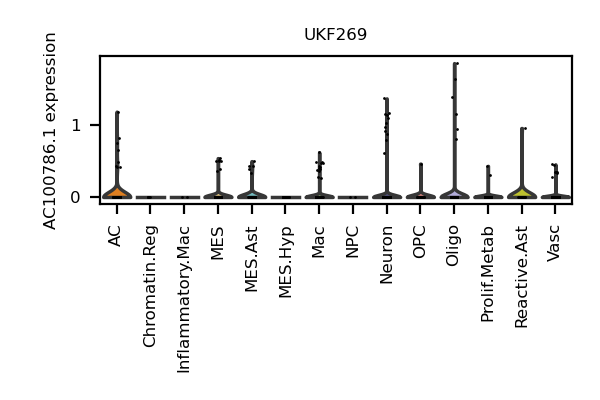 UKF269
AC100786.1 expression
1
0
AC
Chromatin.Reg
Inflammatory.Mac
MES
MES.Ast
MES.Hyp
Mac
NPC
Neuron
OPC
Oligo
Prolif.Metab
Reactive.Ast
Vasc